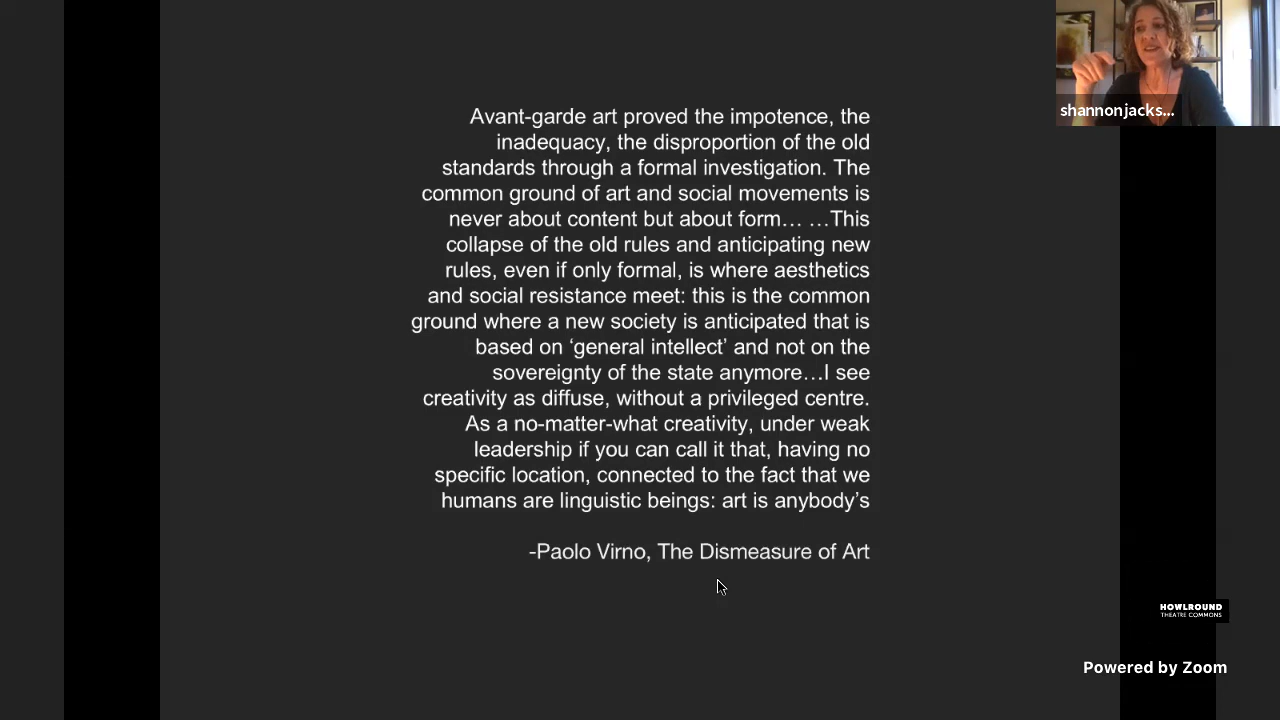 shannonjacks...
Avant-garde art proved the impotence, the
inadequacy, the disproportion of the old
standards through a formal investigation. The
common ground of art and social movements is
never about content but about form… …This
collapse of the old rules and anticipating new
rules, even if only formal, is where aesthetics
and social resistance meet: this is the common
ground where a new society is anticipated that is
based on ‘general intellect’ and not on the
sovereignty of the state anymore…I see
creativity as diffuse, without a privileged centre.
As a no-matter-what creativity, under weak
leadership if you can call it that, having no
specific location, connected to the fact that we
humans are linguistic beings: art is anybody’s
-Paolo Virno, The Dismeasure of Art
HOWLROUND
THEATRE COMMONS
Powered by Zoom